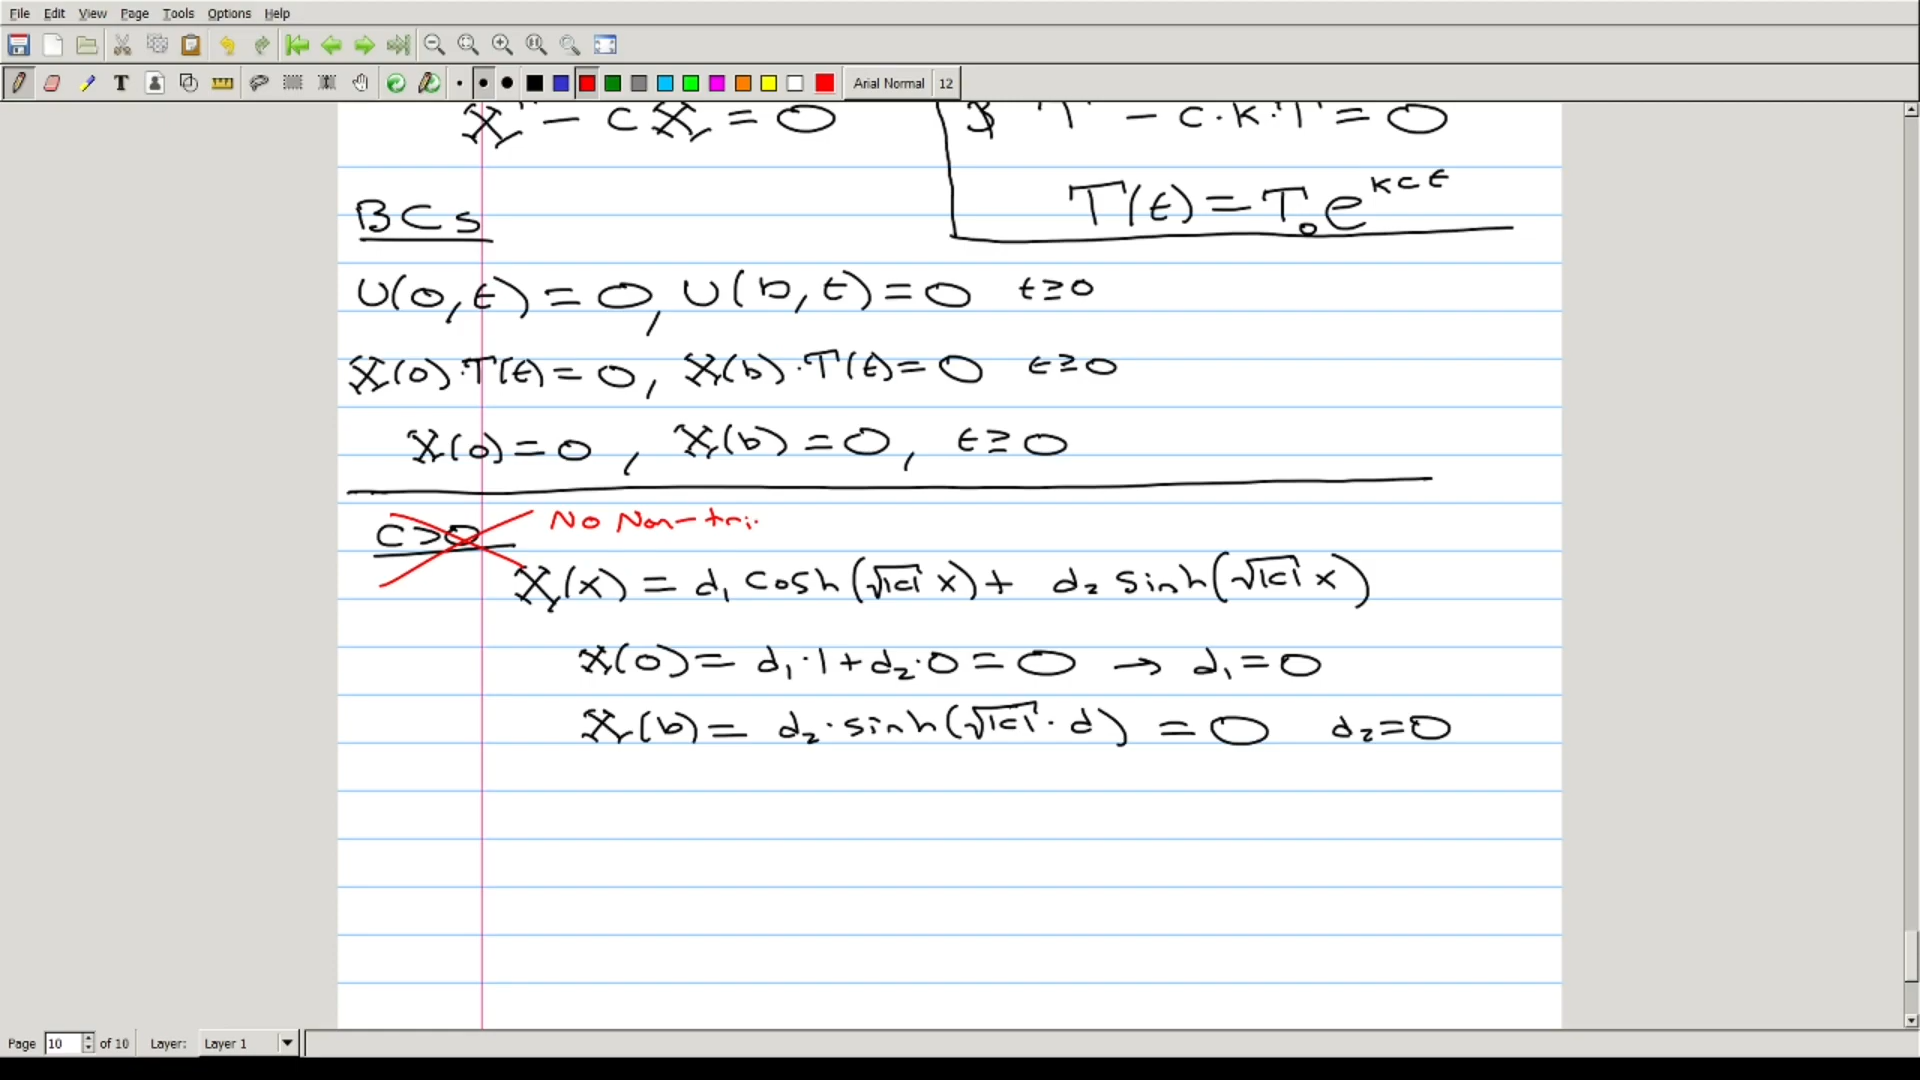 File Edit View Page Tools Options Help
T Arial Normal 12
X'' - cX = 0
T' - c·k·T = 0
T(t) = T₀e^{kct}
BCs
U(0,t) = 0, U(b,t) = 0 t≥0
X(0)·T(t) = 0, X(b)·T(t) = 0 t≥0
X(0) = 0, X(b) = 0, t≥0
C>0 No Non-tri
X(x) = d₁ cosh(√|c| x) + d₂ sinh(√|c| x)
X(0) = d₁·1 + d₂·0 = 0 → d₁ = 0
X(b) = d₂·sinh(√|c|·d) = 0 d₂=0
Page 10 of 10 Layer: Layer 1